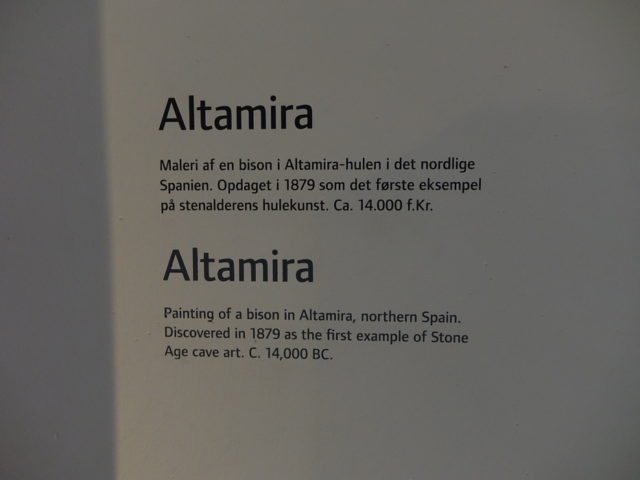 Altamira
Maleri af en bison i Altamira-hulen i det nordlige
Spanien. Opdaget i 1879 som det første eksempel
på stenalderens hulekunst. Ca. 14.000 f.Kr.
Altamira
Painting of a bison in Altamira, northern Spain.
Discovered in 1879 as the first example of Stone
Age cave art. C. 14,000 BC.